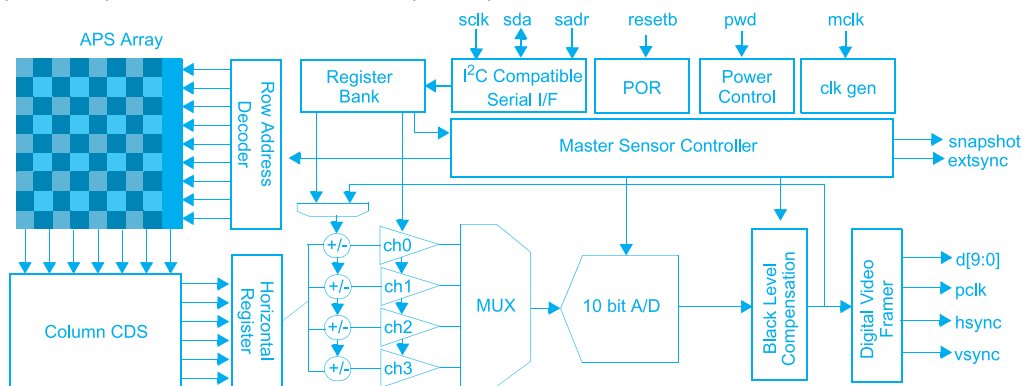 sclk sda sadr resetb pwd mclk
APS Array
Row Address
Decoder
Register
Bank
I²C Compatible
Serial I/F
POR
Power
Control
clk gen
Master Sensor Controller
snapshot
extsync
+/-
ch0
+/-
ch1
+/-
ch2
+/-
ch3
Column CDS
Horizontal
Register
MUX
10 bit A/D
Black Level
Compensation
Digital Video
Framer
d[9:0]
pclk
hsync
vsync